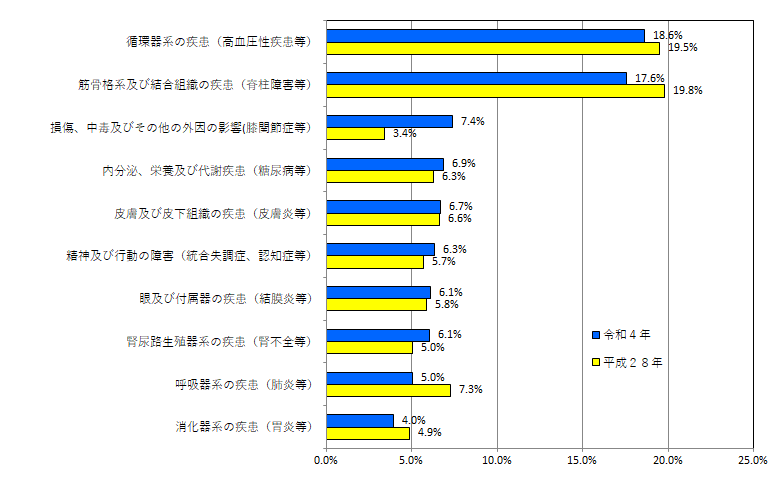 循環器系の疾患（高血圧性疾患等）
18.6%
19.5%
筋骨格系及び結合組織の疾患（脊柱障害等）
17.6%
19.8%
損傷、中毒及びその他の外因の影響(膝関節症等）
7.4%
3.4%
内分泌、栄養及び代謝疾患（糖尿病等）
6.9%
6.3%
皮膚及び皮下組織の疾患（皮膚炎等）
6.7%
6.6%
精神及び行動の障害（統合失調症、認知症等）
6.3%
5.7%
眼及び付属器の疾患（結膜炎等）
6.1%
5.8%
腎尿路生殖器系の疾患（腎不全等）
6.1%
5.0%
令和４年
平成２８年
呼吸器系の疾患（肺炎等）
5.0%
7.3%
消化器系の疾患（胃炎等）
4.0%
4.9%
0.0% 5.0% 10.0% 15.0% 20.0% 25.0%